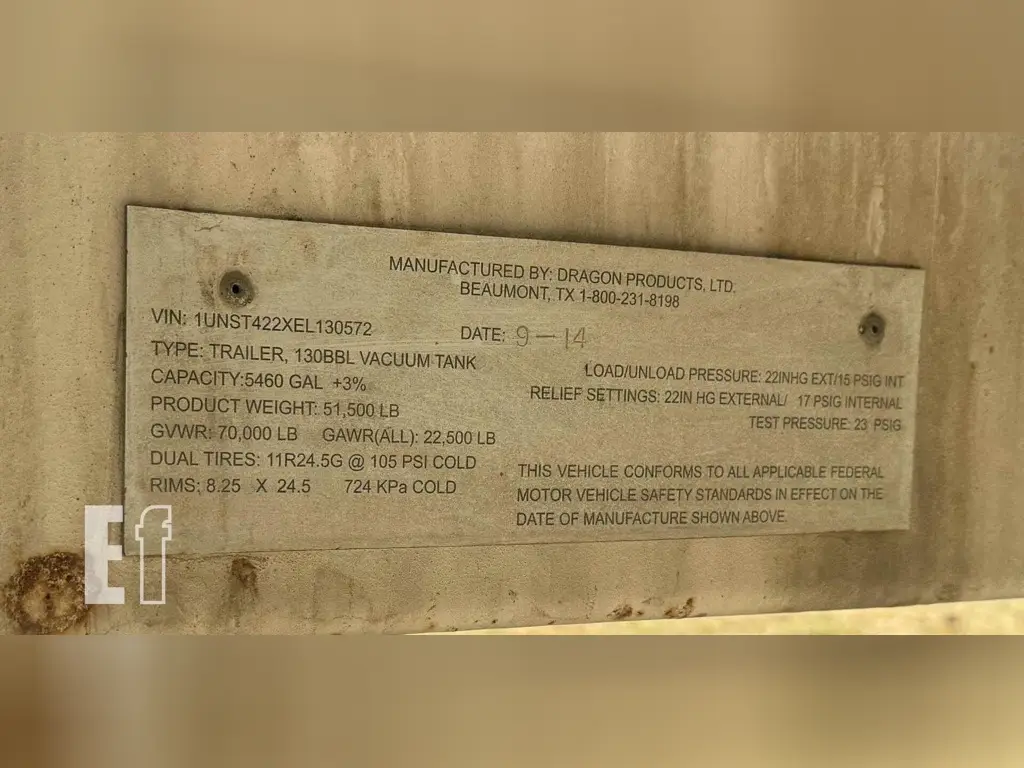 MANUFACTURED BY: DRAGON PRODUCTS, LTD.
BEAUMONT, TX 1-800-231-8198
VIN: 1UNST422XEL130572
DATE: 9-14
TYPE: TRAILER, 130BBL VACUUM TANK
CAPACITY:5460 GAL +3%
PRODUCT WEIGHT: 51,500 LB
GVWR: 70,000 LB GAWR(ALL): 22,500 LB
DUAL TIRES: 11R24.5G @ 105 PSI COLD
RIMS: 8.25 X 24.5 724 KPa COLD
LOAD/UNLOAD PRESSURE: 22INHG EXT/15 PSIG INT
RELIEF SETTINGS: 22IN HG EXTERNAL/ 17 PSIG INTERNAL
TEST PRESSURE: 23 PSIG
THIS VEHICLE CONFORMS TO ALL APPLICABLE FEDERAL
MOTOR VEHICLE SAFETY STANDARDS IN EFFECT ON THE
DATE OF MANUFACTURE SHOWN ABOVE.
Ef